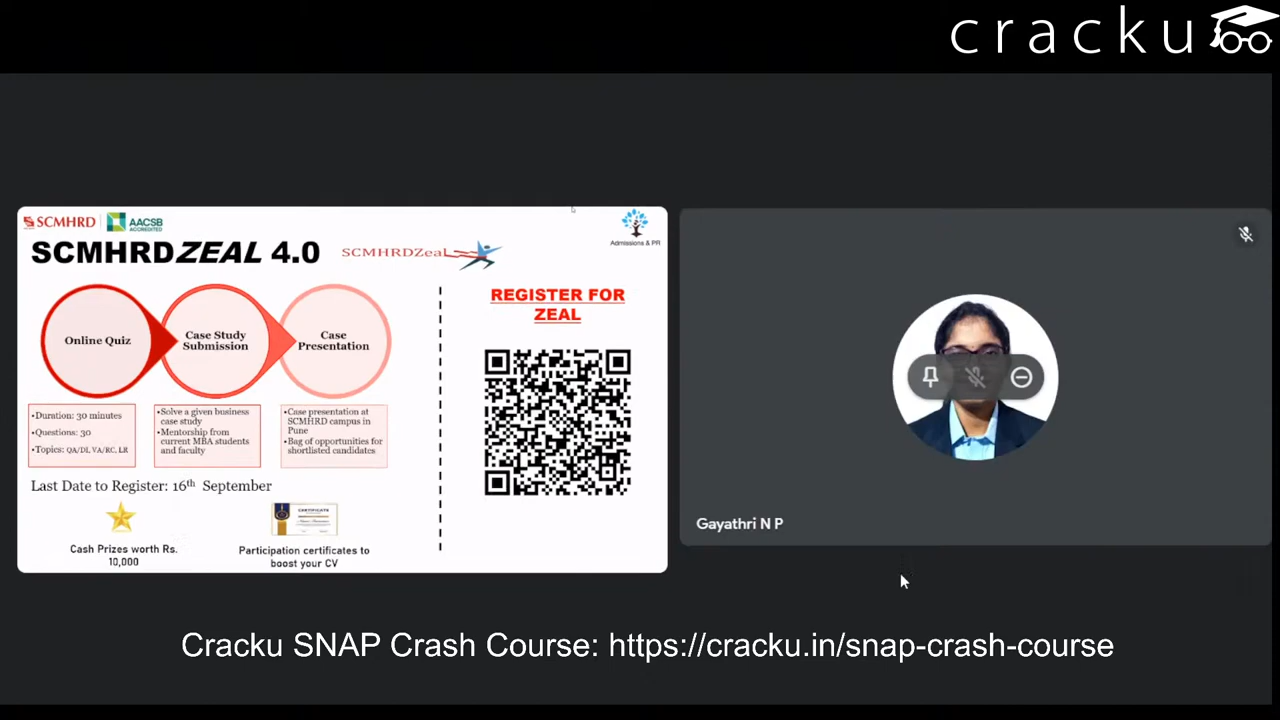 cracku
SCMHRD
AACSB
ACCREDITED
Admissions & PR
SCMHRDZEAL 4.0
SCMHRDZeal
Online Quiz
Case Study
Submission
Case
Presentation
•Duration: 30 minutes
•Questions: 30
•Topics: QA/DI, VA/RC, LR
•Solve a given business
case study
•Mentorship from
current MBA students
and faculty
•Case presentation at
SCMHRD campus in
Pune
•Bag of opportunities for
shortlisted candidates
Last Date to Register: 16th September
CERTIFICATE
Cash Prizes worth Rs.
10,000
Participation certificates to
boost your CV
REGISTER FOR
ZEAL
Gayathri N P
Cracku SNAP Crash Course: https://cracku.in/snap-crash-course